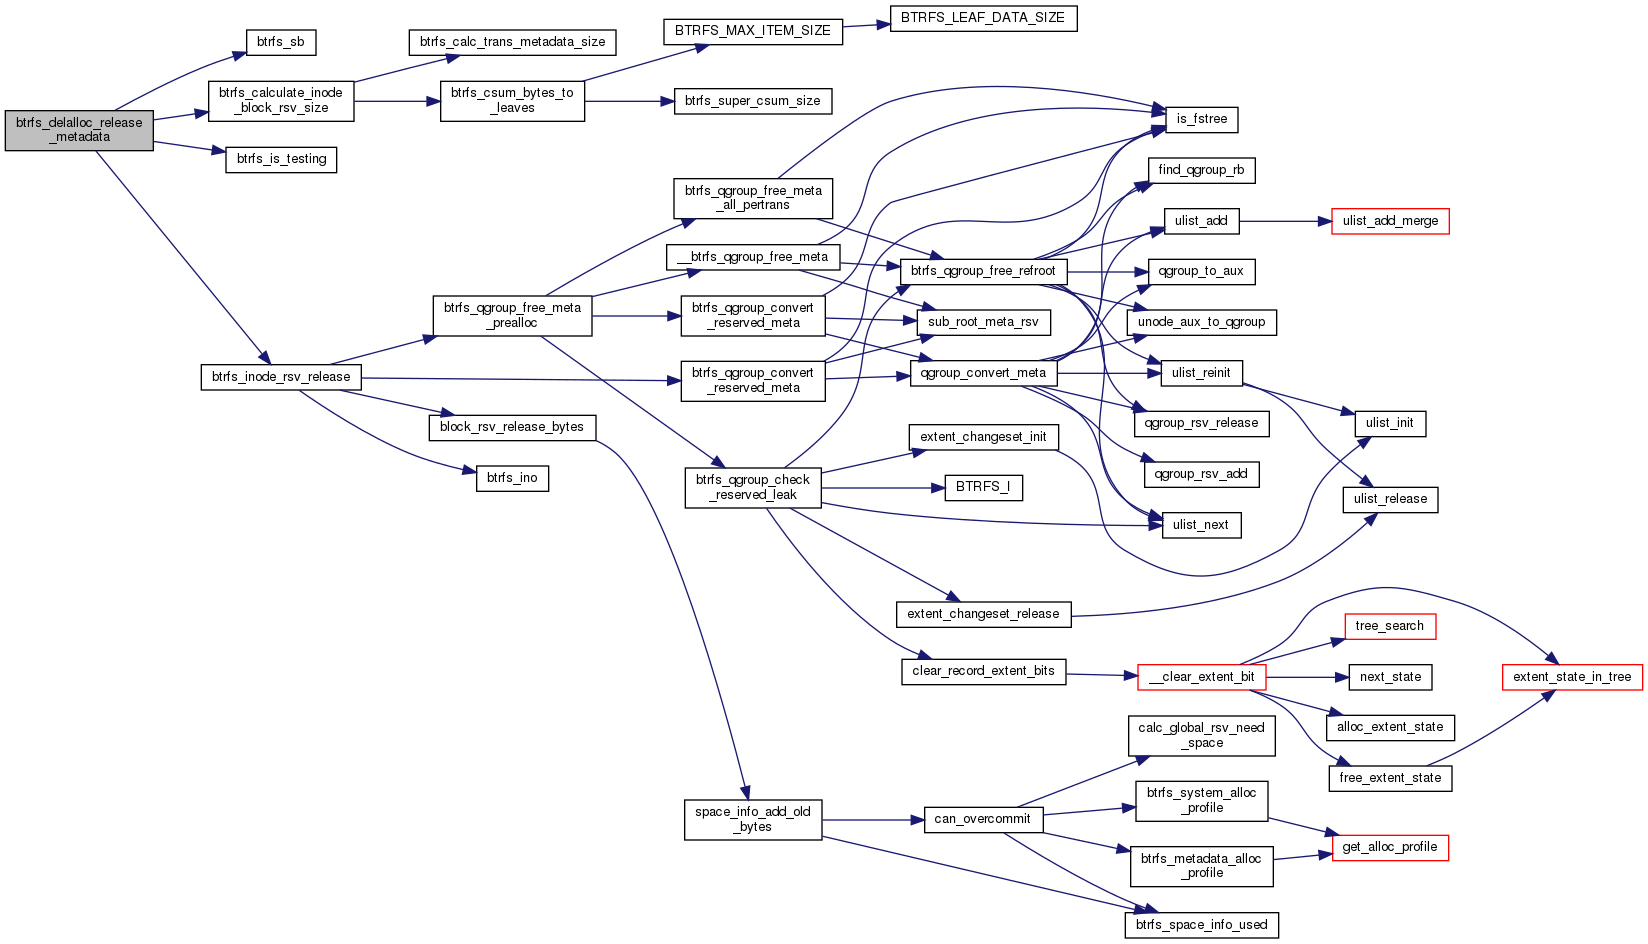 btrfs_delalloc_release
_metadata
btrfs_sb
btrfs_calculate_inode
_block_rsv_size
btrfs_is_testing
btrfs_inode_rsv_release
btrfs_calc_trans_metadata_size
btrfs_csum_bytes_to
_leaves
BTRFS_MAX_ITEM_SIZE
BTRFS_LEAF_DATA_SIZE
btrfs_super_csum_size
btrfs_qgroup_free_meta
_prealloc
block_rsv_release_bytes
btrfs_ino
btrfs_qgroup_free_meta
_all_pertrans
__btrfs_qgroup_free_meta
btrfs_qgroup_convert
_reserved_meta
btrfs_qgroup_convert
_reserved_meta
btrfs_qgroup_check
_reserved_leak
space_info_add_old
_bytes
btrfs_qgroup_free_refroot
sub_root_meta_rsv
qgroup_convert_meta
extent_changeset_init
BTRFS_I
extent_changeset_release
clear_record_extent_bits
can_overcommit
is_fstree
find_qgroup_rb
ulist_add
qgroup_to_aux
unode_aux_to_qgroup
ulist_reinit
qgroup_rsv_release
qgroup_rsv_add
ulist_next
__clear_extent_bit
calc_global_rsv_need
_space
btrfs_system_alloc
_profile
btrfs_metadata_alloc
_profile
btrfs_space_info_used
ulist_add_merge
ulist_init
ulist_release
tree_search
next_state
alloc_extent_state
free_extent_state
get_alloc_profile
extent_state_in_tree